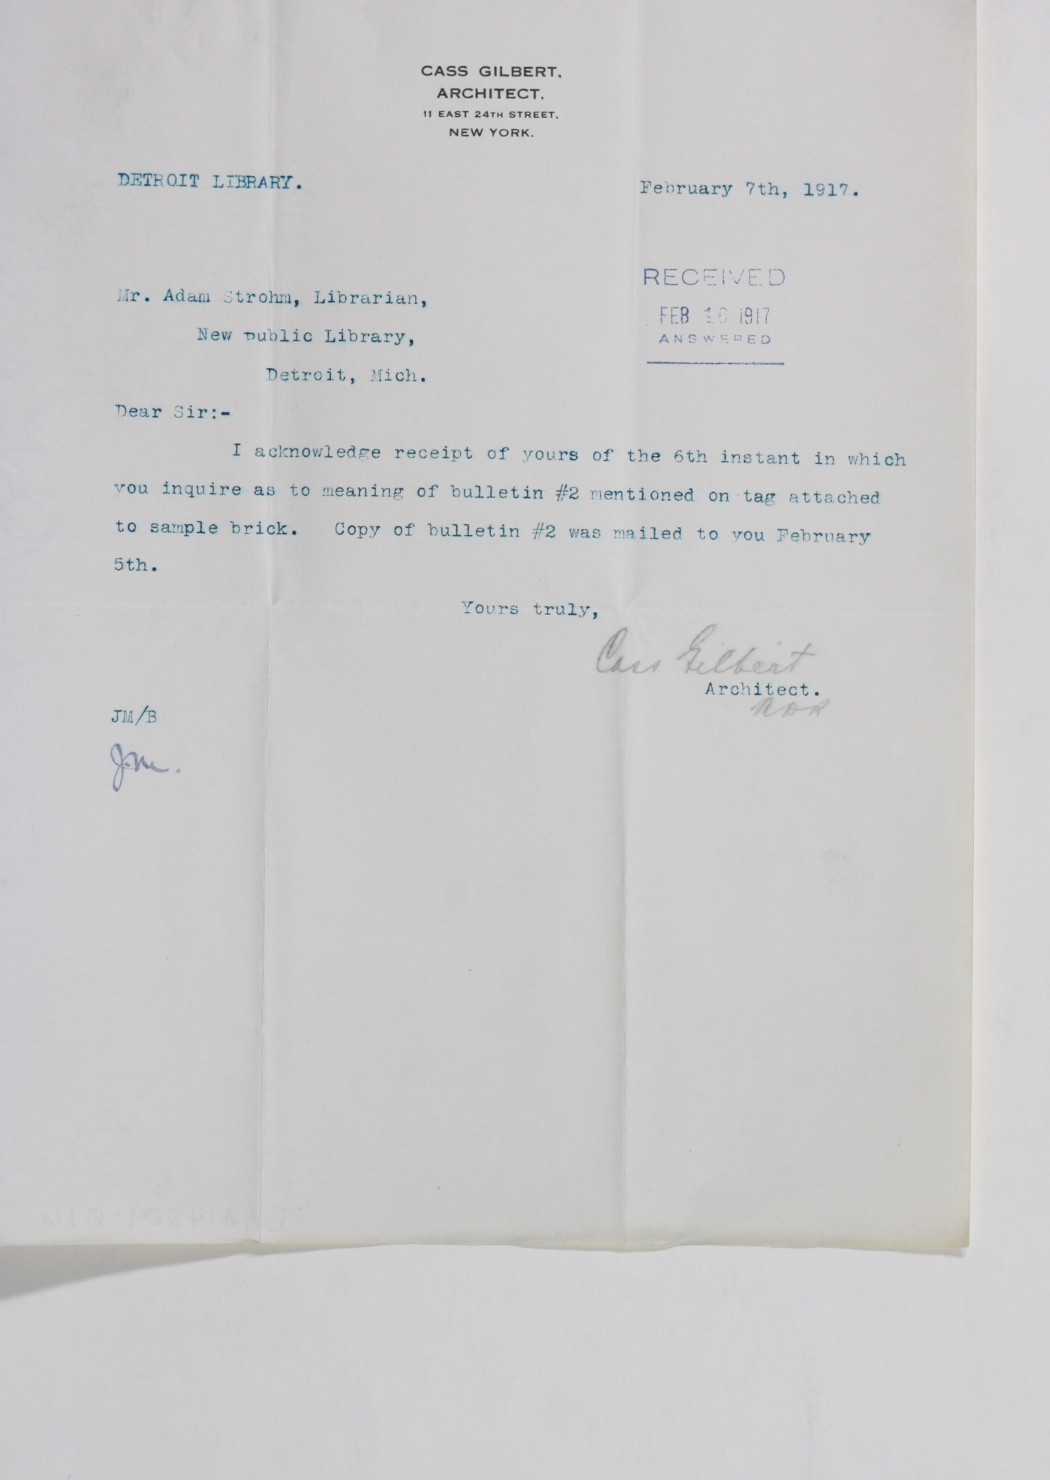 CASS GILBERT,
ARCHITECT,
11 EAST 24TH STREET,
NEW YORK.
DETROIT LIBRARY.
February 7th, 1917.
RECEIVED
FEB 10 1917
ANSWERED
Mr. Adam Strohm, Librarian,
New Public Library,
Detroit, Mich.
Dear Sir:-
I acknowledge receipt of yours of the 6th instant in which
you inquire as to meaning of bulletin #2 mentioned on tag attached
to sample brick. Copy of bulletin #2 was mailed to you February
5th.
Yours truly,
Cass Gilbert
Architect.
JM/B
J.M.